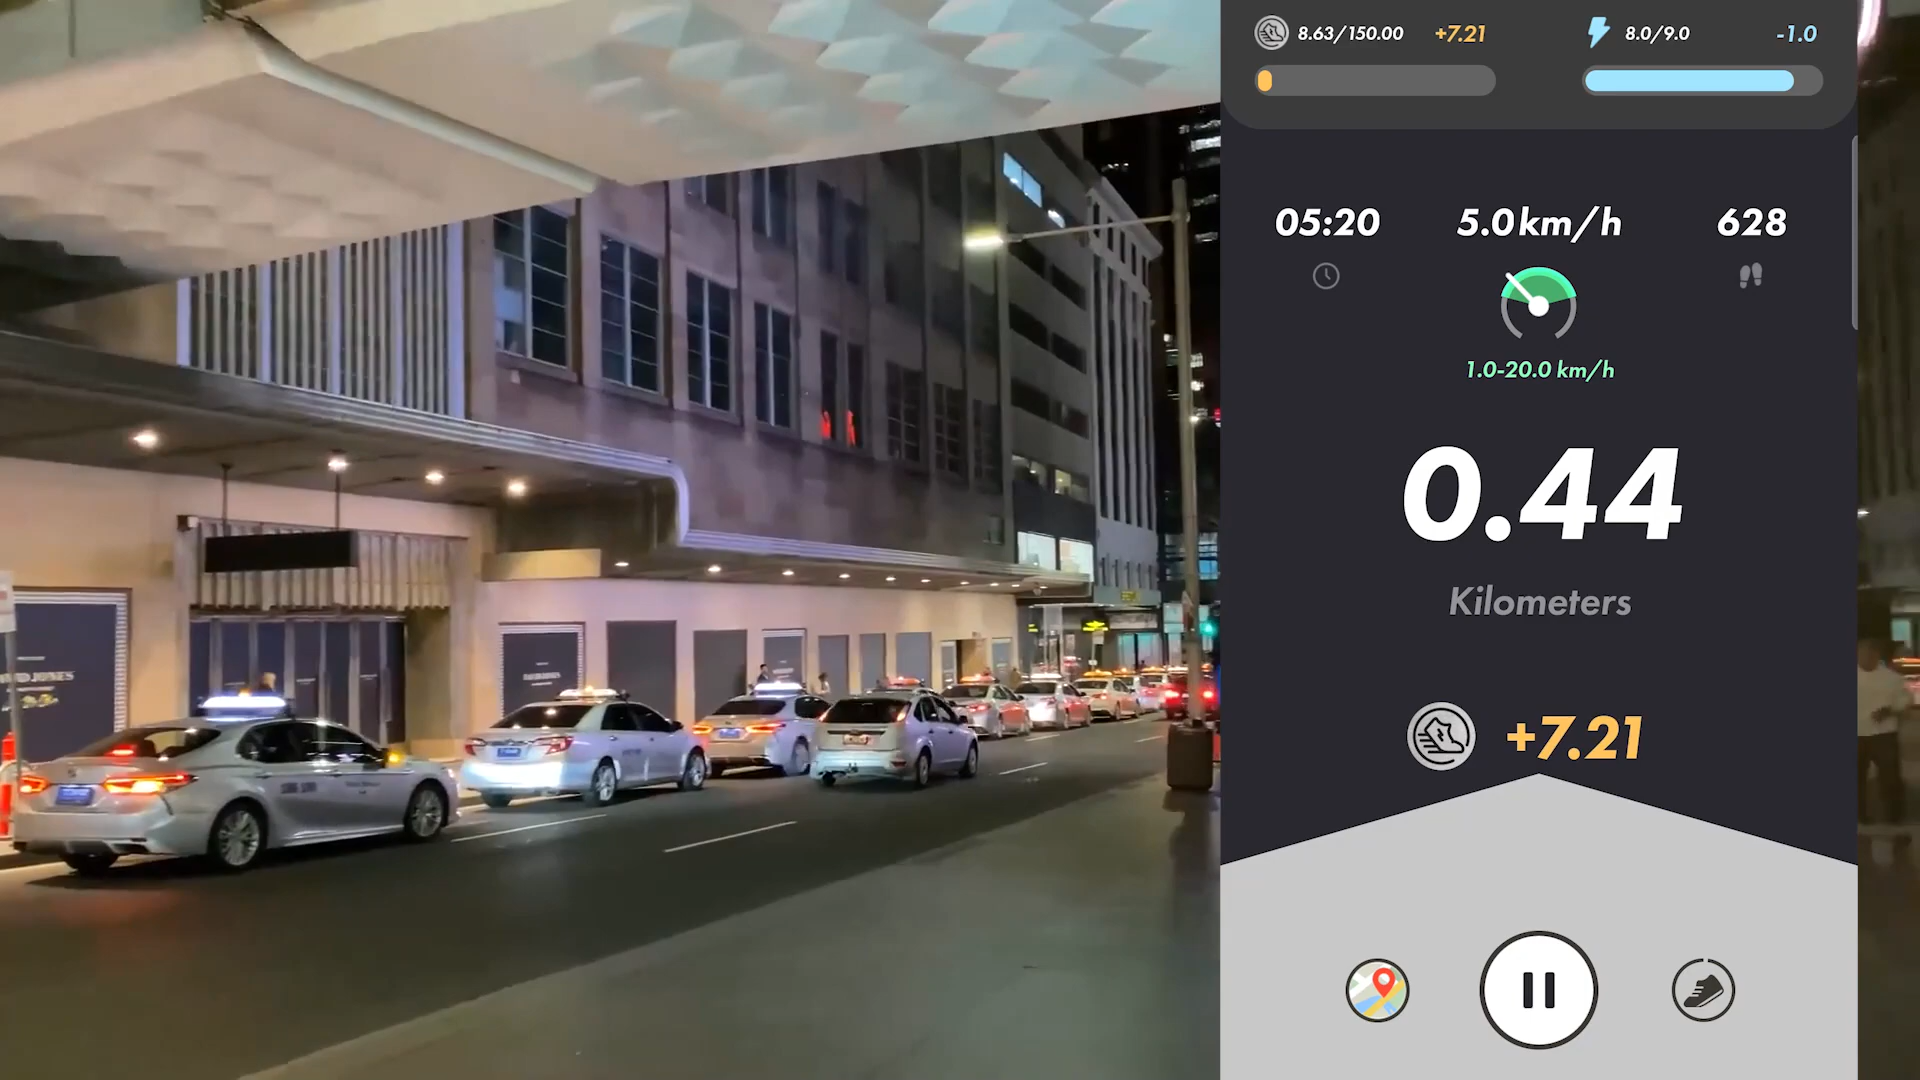 8.63/150.00 +7.21 8.0/9.0 -1.0
05:20 5.0km/h 628
1.0-20.0 km/h
0.44
Kilometers
+7.21
JONES